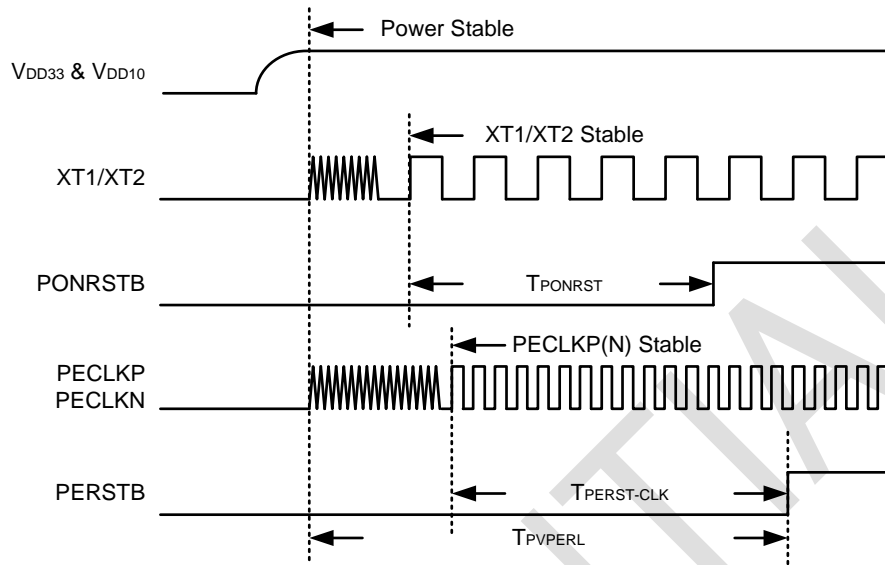 Power Stable
VDD33 & VDD10
XT1/XT2 Stable
XT1/XT2
PONRSTB
TPONRST
PECLKP(N) Stable
PECLKP
PECLKN
PERSTB
TPERST-CLK
TPVPERL